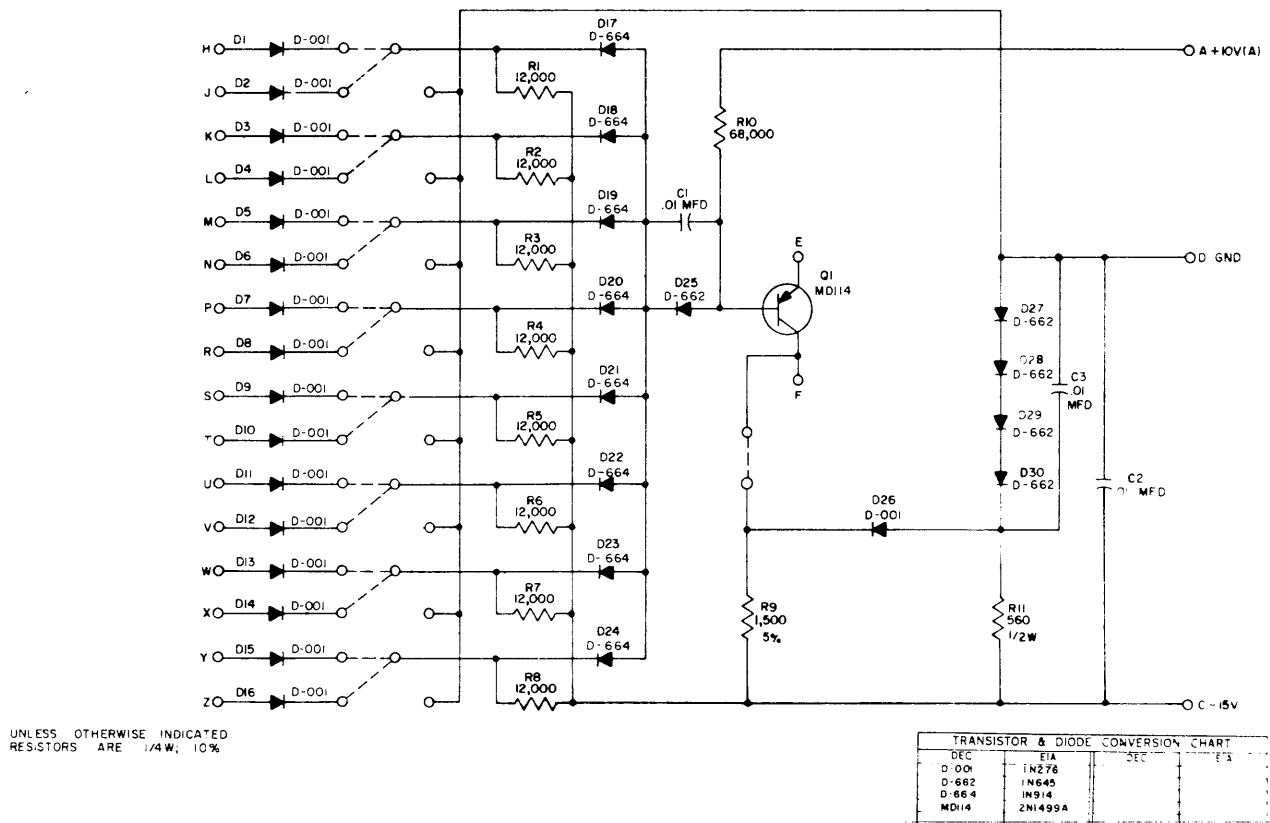 H D1 D-001
J D2 D-001
K D3 D-001
L D4 D-001
M D5 D-001
N D6 D-001
P D7 D-001
R D8 D-001
S D9 D-001
T D10 D-001
U D11 D-001
V D12 D-001
W D13 D-001
X D14 D-001
Y D15 D-001
Z D16 D-001
R1
12,000
R2
12,000
R3
12,000
R4
12,000
R5
12,000
R6
12,000
R7
12,000
R8
12,000
D17
D-664
D18
D-664
D19
D-664
D20
D-664
D21
D-664
D22
D-664
D23
D-664
D24
D-664
C1
.01 MFD
D25
D-662
R10
68,000
E
Q1
MD114
F
D26
D-001
R9
1,500
5%
A +10V(A)
D GND
D27
D-662
D28
D-662
D29
D-662
D30
D-662
C3
.01
MFD
C2
MFD
R11
560
1/2W
C -15V
UNLESS OTHERWISE INDICATED
RESISTORS ARE 1/4W; 10%
TRANSISTOR & DIODE CONVERSION CHART
DEC EIA DEC EIA
D-001 1N276
D-662 1N645
D-664 1N914
MD114 2N1499A